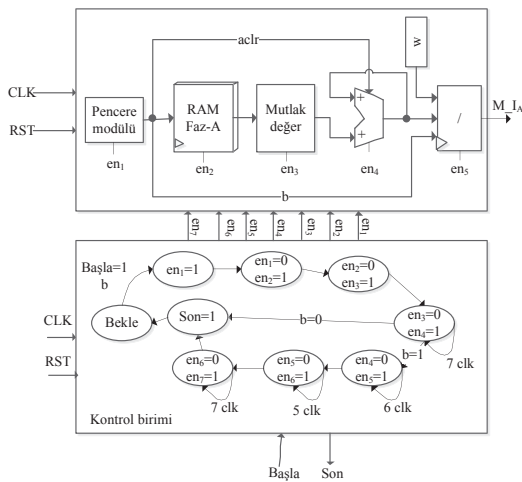 aclr
w
CLK
RST
Pencere
modülü
RAM
Faz-A
Mutlak
değer
+
+
/
M_I_A
en₁
en₂
en₃
en₄
en₅
b
en₇
en₆
en₅
en₄
en₃
en₂
en₁
Başla=1
b
en₁=1
en₁=0
en₂=1
en₂=0
en₃=1
CLK
RST
Bekle
Son=1
b=0
en₃=0
en₄=1
b=1
7 clk
en₆=0
en₇=1
en₅=0
en₆=1
en₄=0
en₅=1
7 clk
5 clk
6 clk
Kontrol birimi
Başla
Son